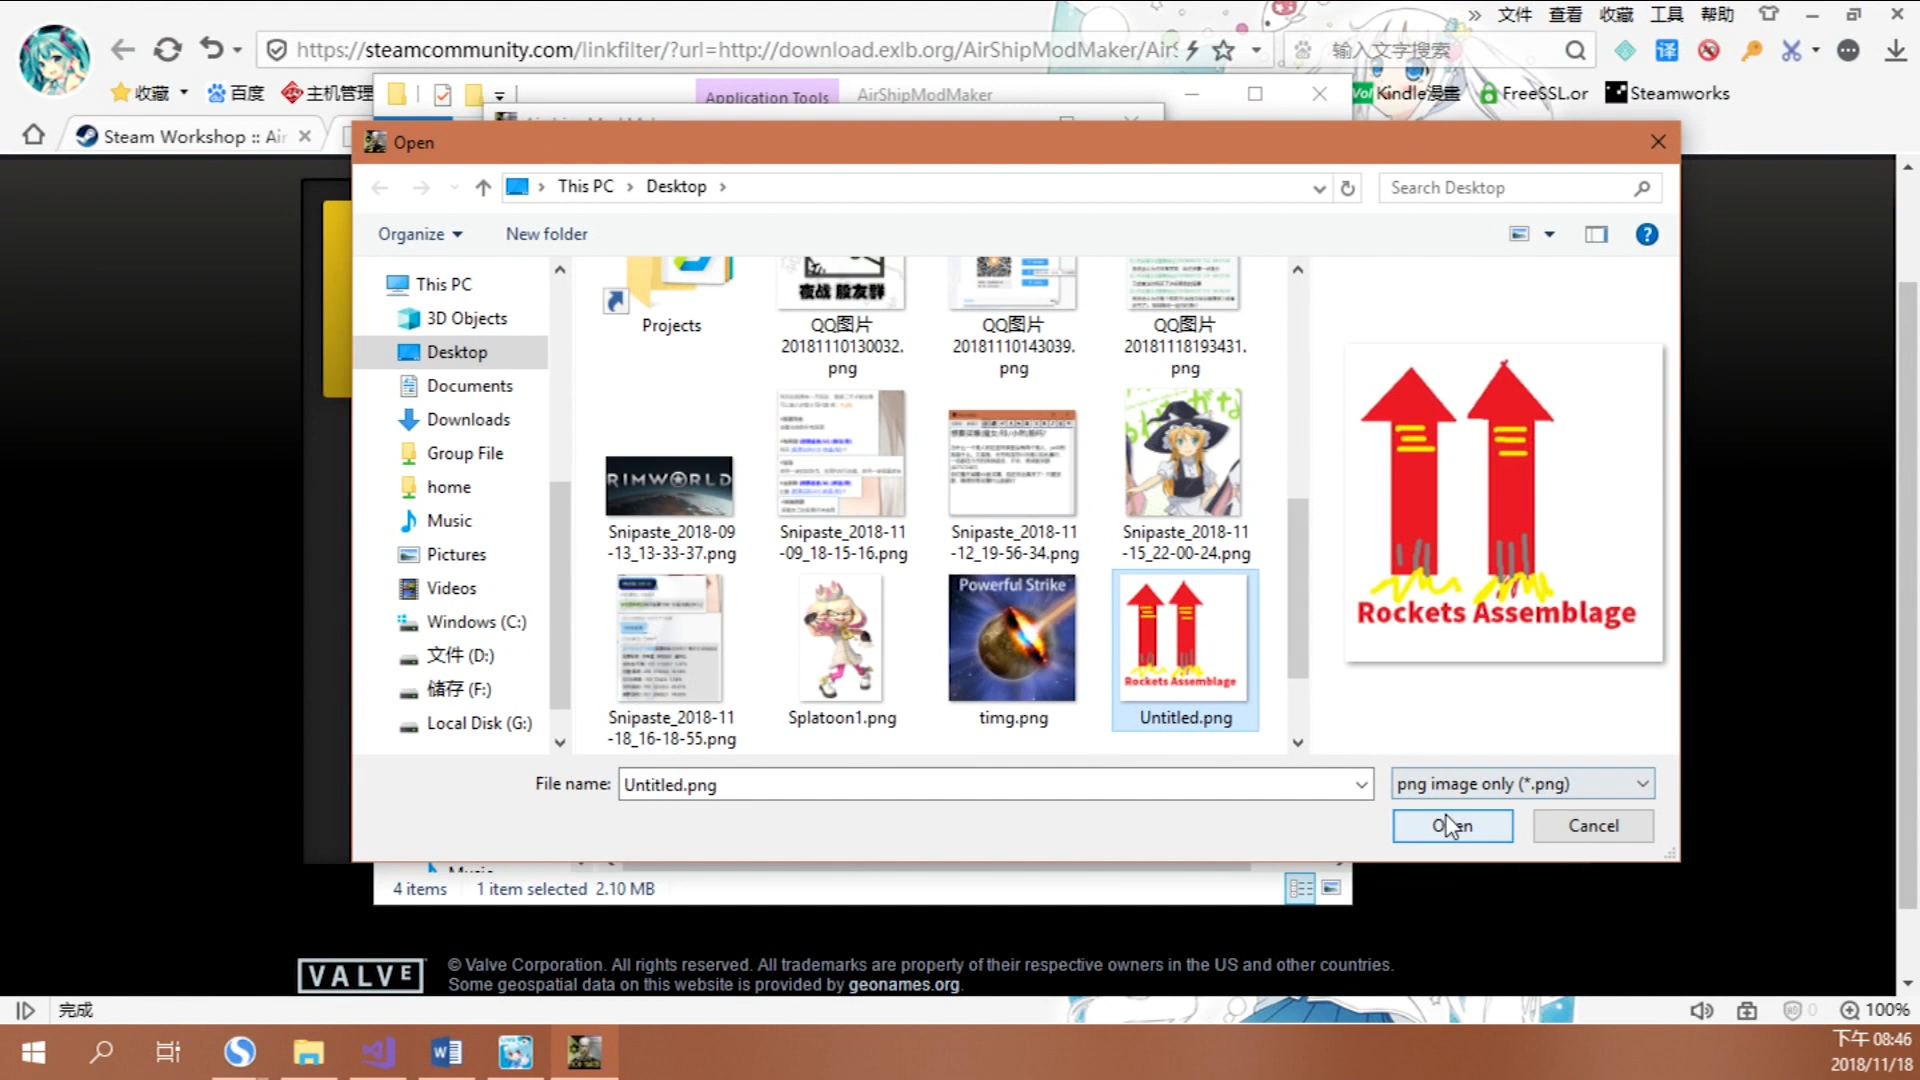 文件 查看 收藏 工具 帮助
https://steamcommunity.com/linkfilter/?url=http://download.exlb.org/AirShipModMaker/Air
输入文字搜索
译
收藏
百度
主机管理
Application Tools
AirShipModMaker
Kindle漫畫
FreeSSL.or
Steamworks
Steam Workshop :: Air
Open
This PC
Desktop
Search Desktop
Organize
New folder
This PC
3D Objects
Desktop
Documents
Downloads
Group File
home
Music
Pictures
Videos
Windows (C:)
文件 (D:)
储存 (F:)
Local Disk (G:)
夜战 股友群
Projects
QQ图片
20181110130032.
png
QQ图片
20181110143039.
png
QQ图片
20181118193431.
png
RIMWORLD
Snipaste_2018-09
-13_13-33-37.png
Snipaste_2018-11
-09_18-15-16.png
Snipaste_2018-11
-12_19-56-34.png
Snipaste_2018-11
-15_22-00-24.png
Powerful Strike
Rockets Assemblage
Snipaste_2018-11
-18_16-18-55.png
Splatoon1.png
timg.png
Untitled.png
Rockets Assemblage
File name:
Untitled.png
png image only (*.png)
Open
Cancel
Music
4 items
1 item selected 2.10 MB
VALVE
© Valve Corporation. All rights reserved. All trademarks are property of their respective owners in the US and other countries.
Some geospatial data on this website is provided by geonames.org.
完成
0
100%
下午 08:46
2018/11/18